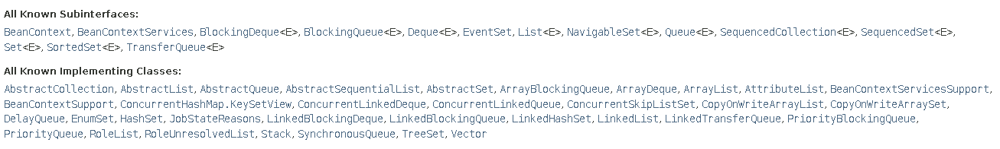 All Known Subinterfaces:
BeanContext, BeanContextServices, BlockingDeque<E>, BlockingQueue<E>, Deque<E>, EventSet, List<E>, NavigableSet<E>, Queue<E>, SequencedCollection<E>, SequencedSet<E>,
Set<E>, SortedSet<E>, TransferQueue<E>
All Known Implementing Classes:
AbstractCollection, AbstractList, AbstractQueue, AbstractSequentialList, AbstractSet, ArrayBlockingQueue, ArrayDeque, ArrayList, AttributeList, BeanContextServicesSupport,
BeanContextSupport, ConcurrentHashMap.KeySetView, ConcurrentLinkedDeque, ConcurrentLinkedQueue, ConcurrentSkipListSet, CopyOnWriteArrayList, CopyOnWriteArraySet,
DelayQueue, EnumSet, HashSet, JobStateReasons, LinkedBlockingDeque, LinkedBlockingQueue, LinkedHashSet, LinkedList, LinkedTransferQueue, PriorityBlockingQueue,
PriorityQueue, RoleList, RoleUnresolvedList, Stack, SynchronousQueue, TreeSet, Vector